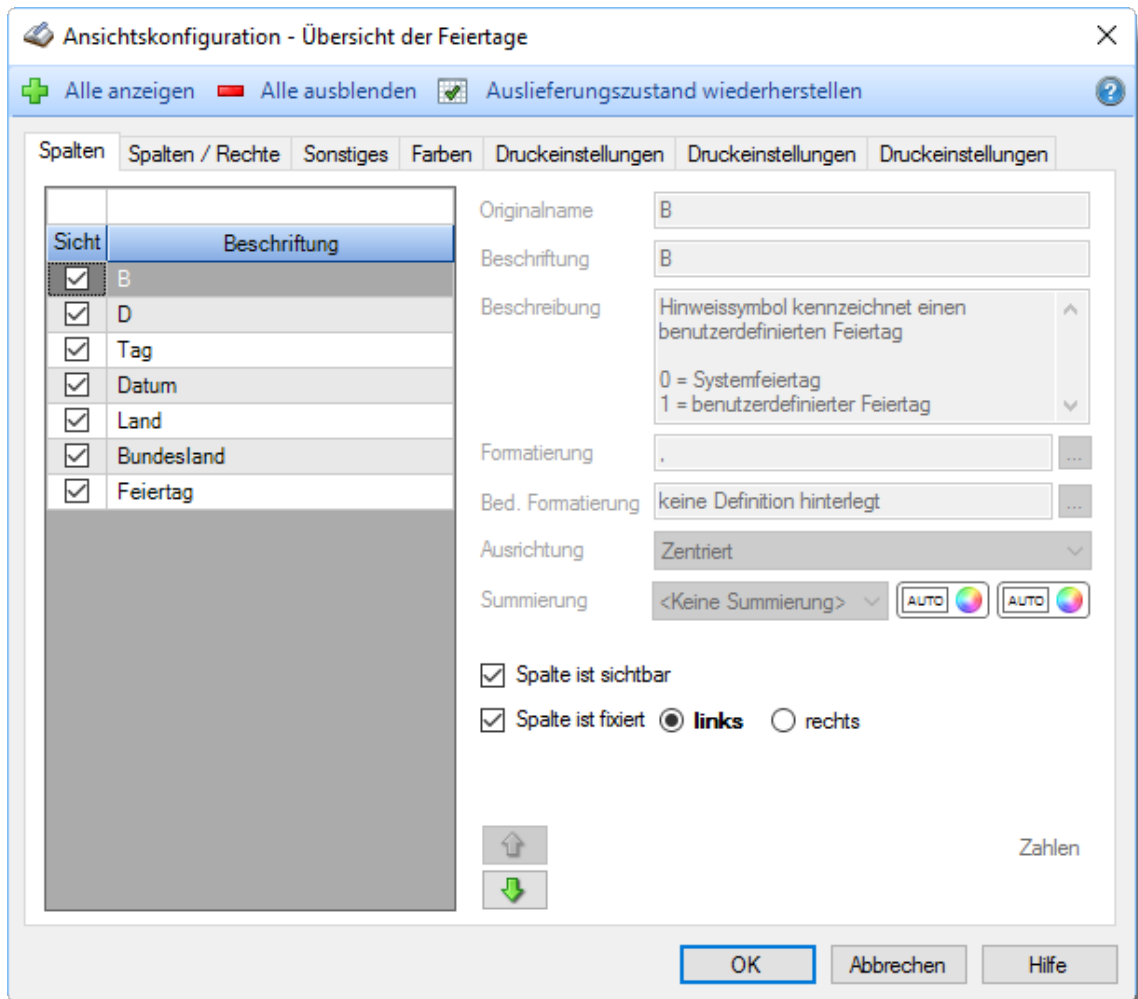 Ansichtskonfiguration - Übersicht der Feiertage
Alle anzeigen Alle ausblenden Auslieferungszustand wiederherstellen
Spalten Spalten / Rechte Sonstiges Farben Druckeinstellungen Druckeinstellungen Druckeinstellungen
Sicht Beschriftung
B
D
Tag
Datum
Land
Bundesland
Feiertag
Originalname B
Beschriftung B
Beschreibung Hinweissymbol kennzeichnet einen
benutzerdefinierten Feiertag
0 = Systemfeiertag
1 = benutzerdefinierter Feiertag
Formatierung , ...
Bed. Formatierung keine Definition hinterlegt ...
Ausrichtung Zentriert
Summierung <Keine Summierung> AUTO AUTO
Spalte ist sichtbar
Spalte ist fixiert links rechts
Zahlen
OK Abbrechen Hilfe